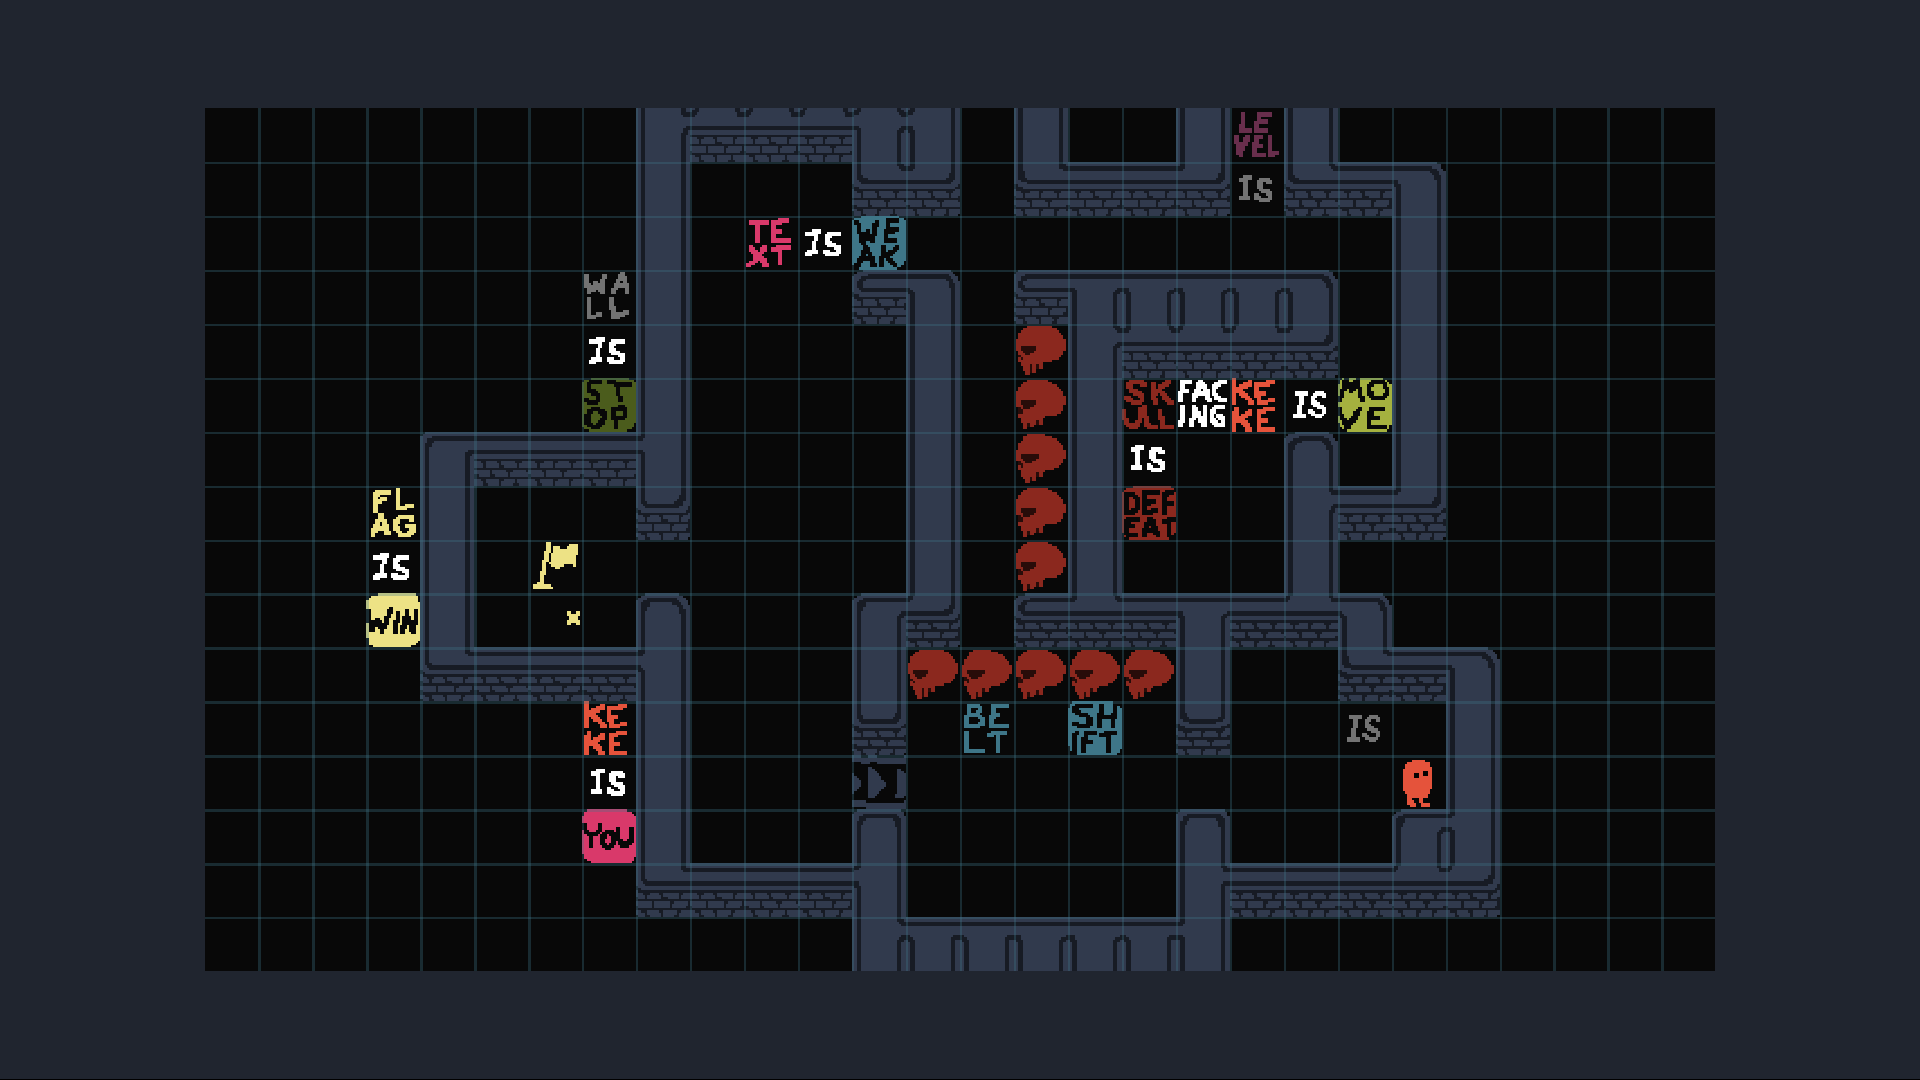 LEVEL
IS
TEXT IS WEAK
WALL
IS
STOP
SKULL FACING KEKE IS MOVE
IS
DEFEAT
FLAG
IS
WIN
KEKE
IS
YOU
BELT SHIFT
IS